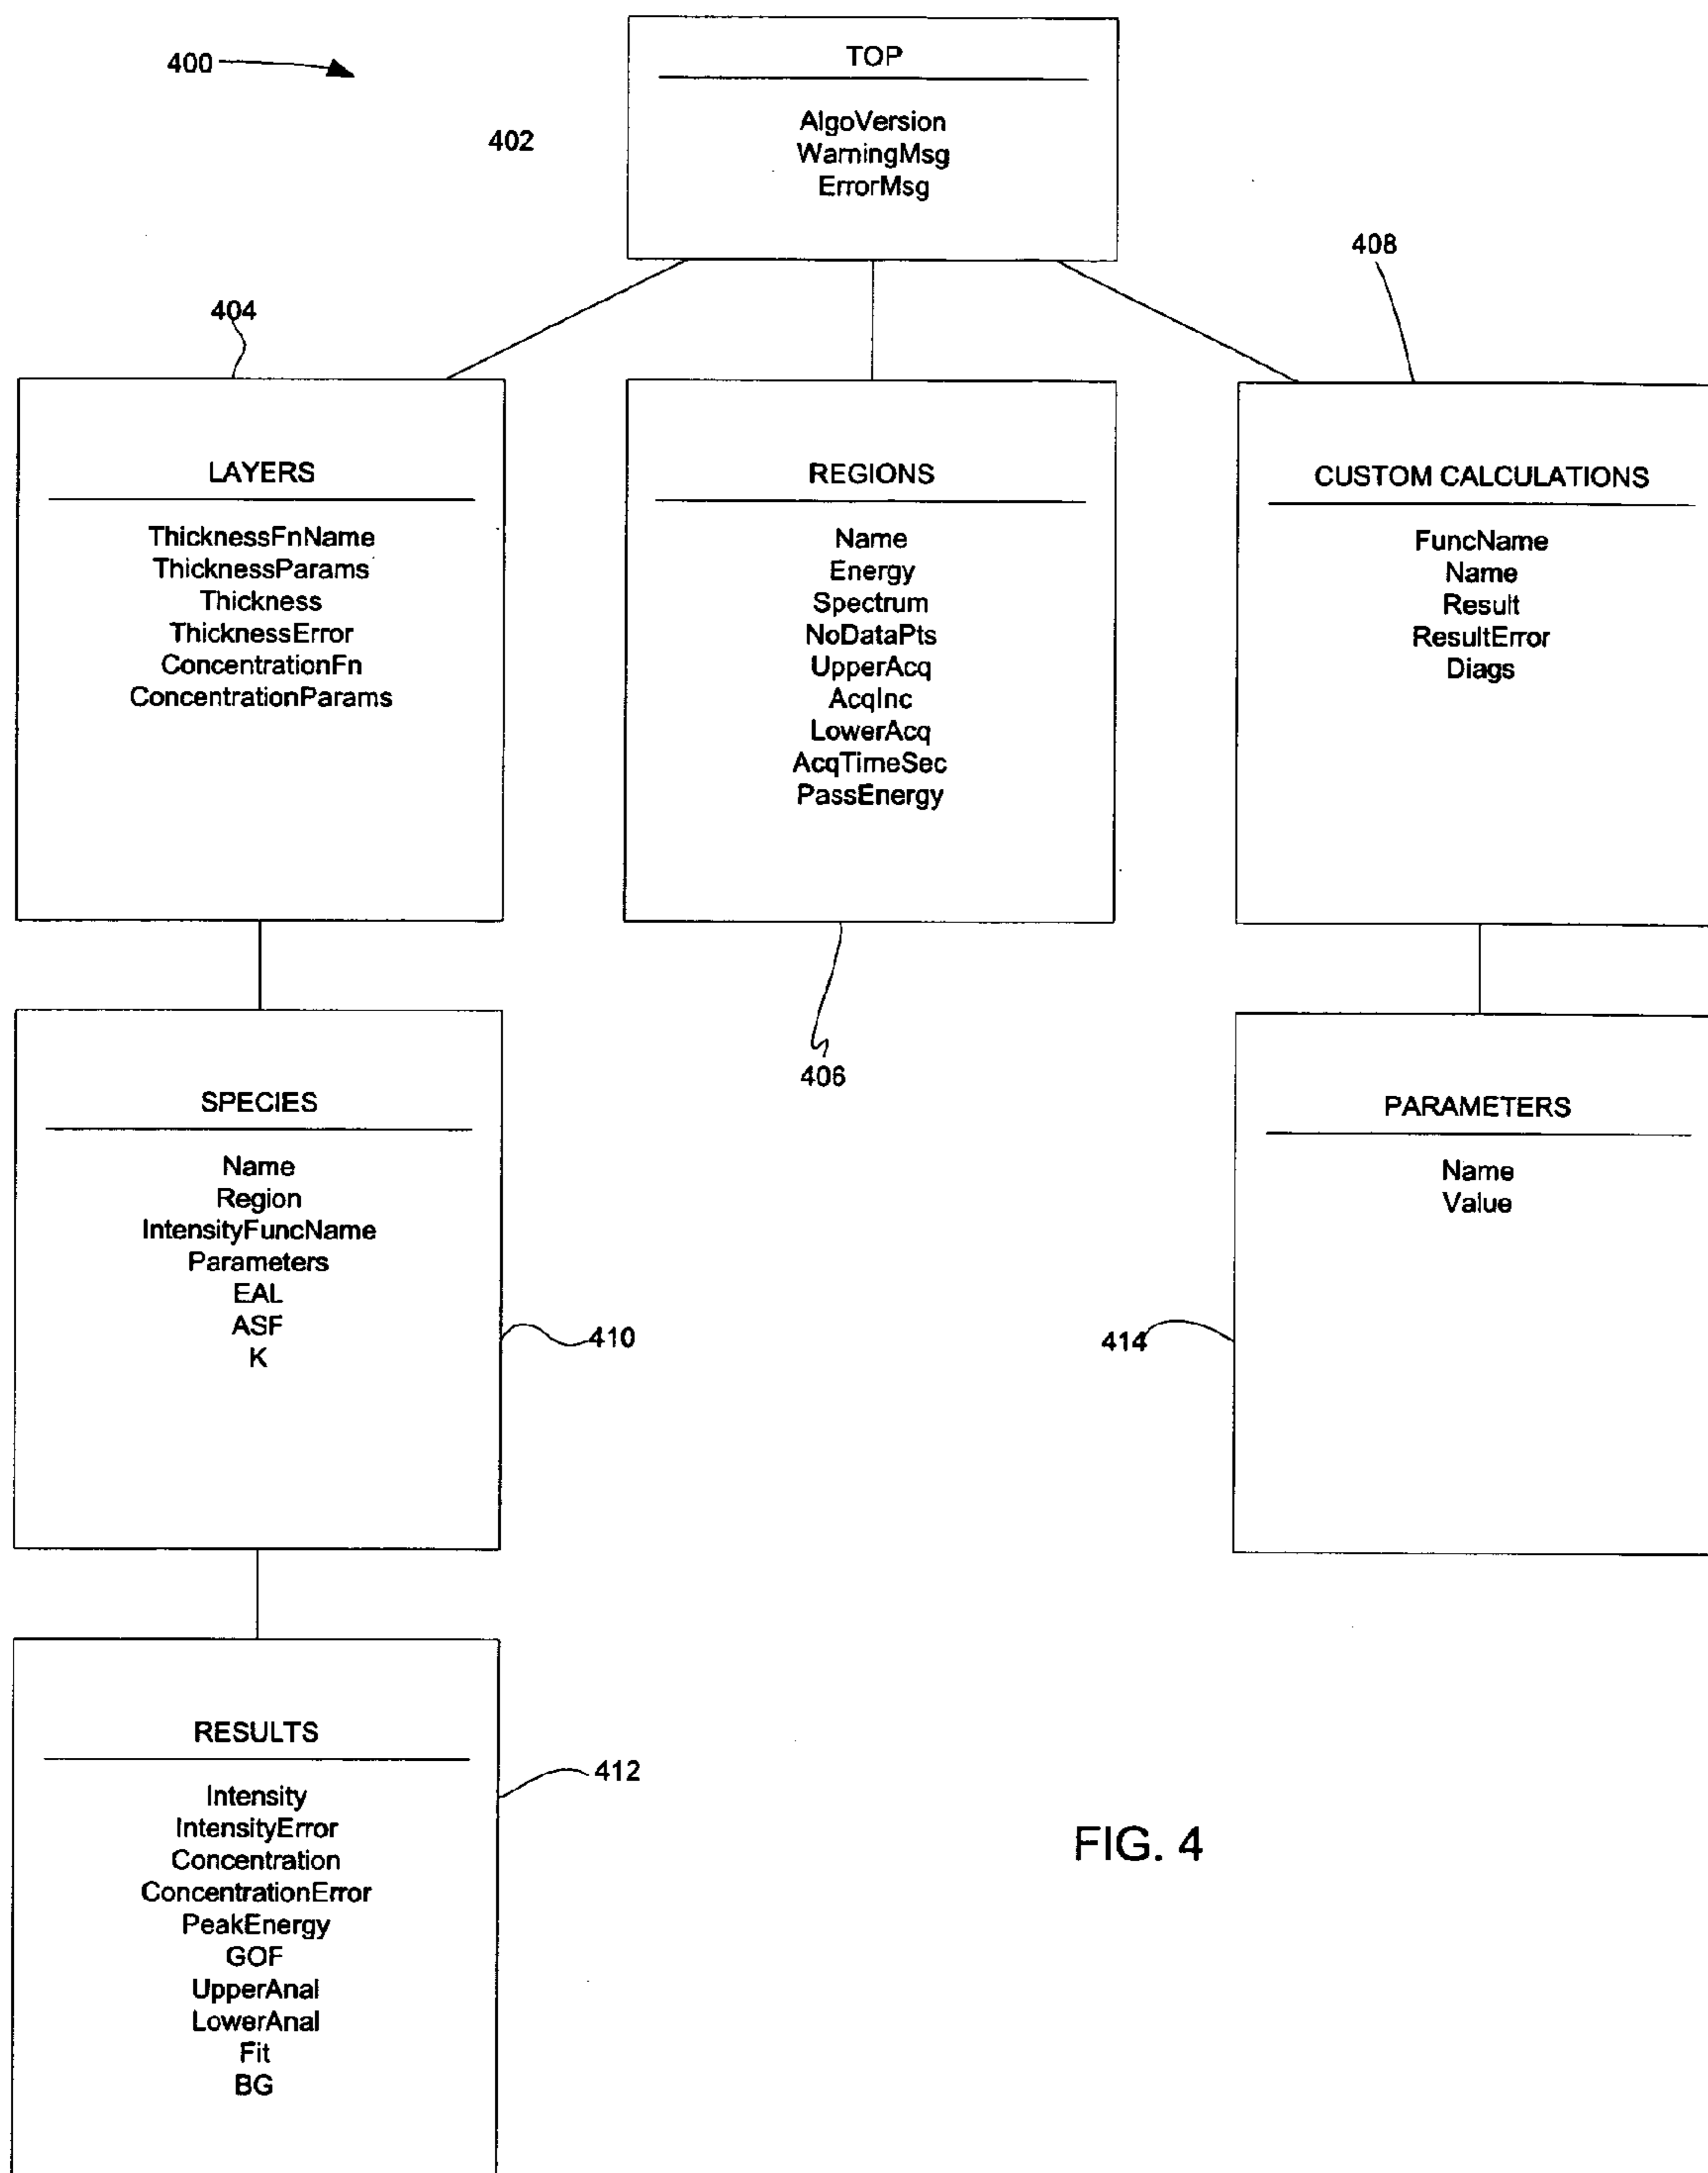 400
TOP
AlgoVersion
WarningMsg
ErrorMsg
402
408
404
LAYERS
ThicknessFnName
ThicknessParams
Thickness
ThicknessError
ConcentrationFn
ConcentrationParams
REGIONS
Name
Energy
Spectrum
NoDataPts
UpperAcq
AcqInc
LowerAcq
AcqTimeSec
PassEnergy
CUSTOM CALCULATIONS
FuncName
Name
Result
ResultError
Diags
406
SPECIES
Name
Region
IntensityFuncName
Parameters
EAL
ASF
K
410
PARAMETERS
Name
Value
414
RESULTS
Intensity
IntensityError
Concentration
ConcentrationError
PeakEnergy
GOF
UpperAnal
LowerAnal
Fit
BG
412
FIG. 4